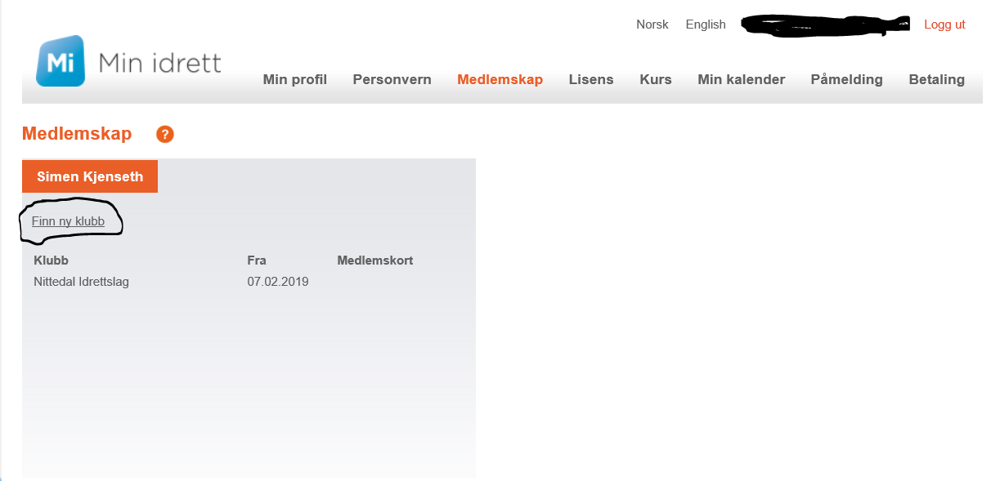 Norsk English Logg ut
Mi Min idrett
Min profil Personvern Medlemskap Lisens Kurs Min kalender Påmelding Betaling
Medlemskap ?
Simen Kjenseth
Finn ny klubb
Klubb Fra Medlemskort
Nittedal Idrettslag 07.02.2019